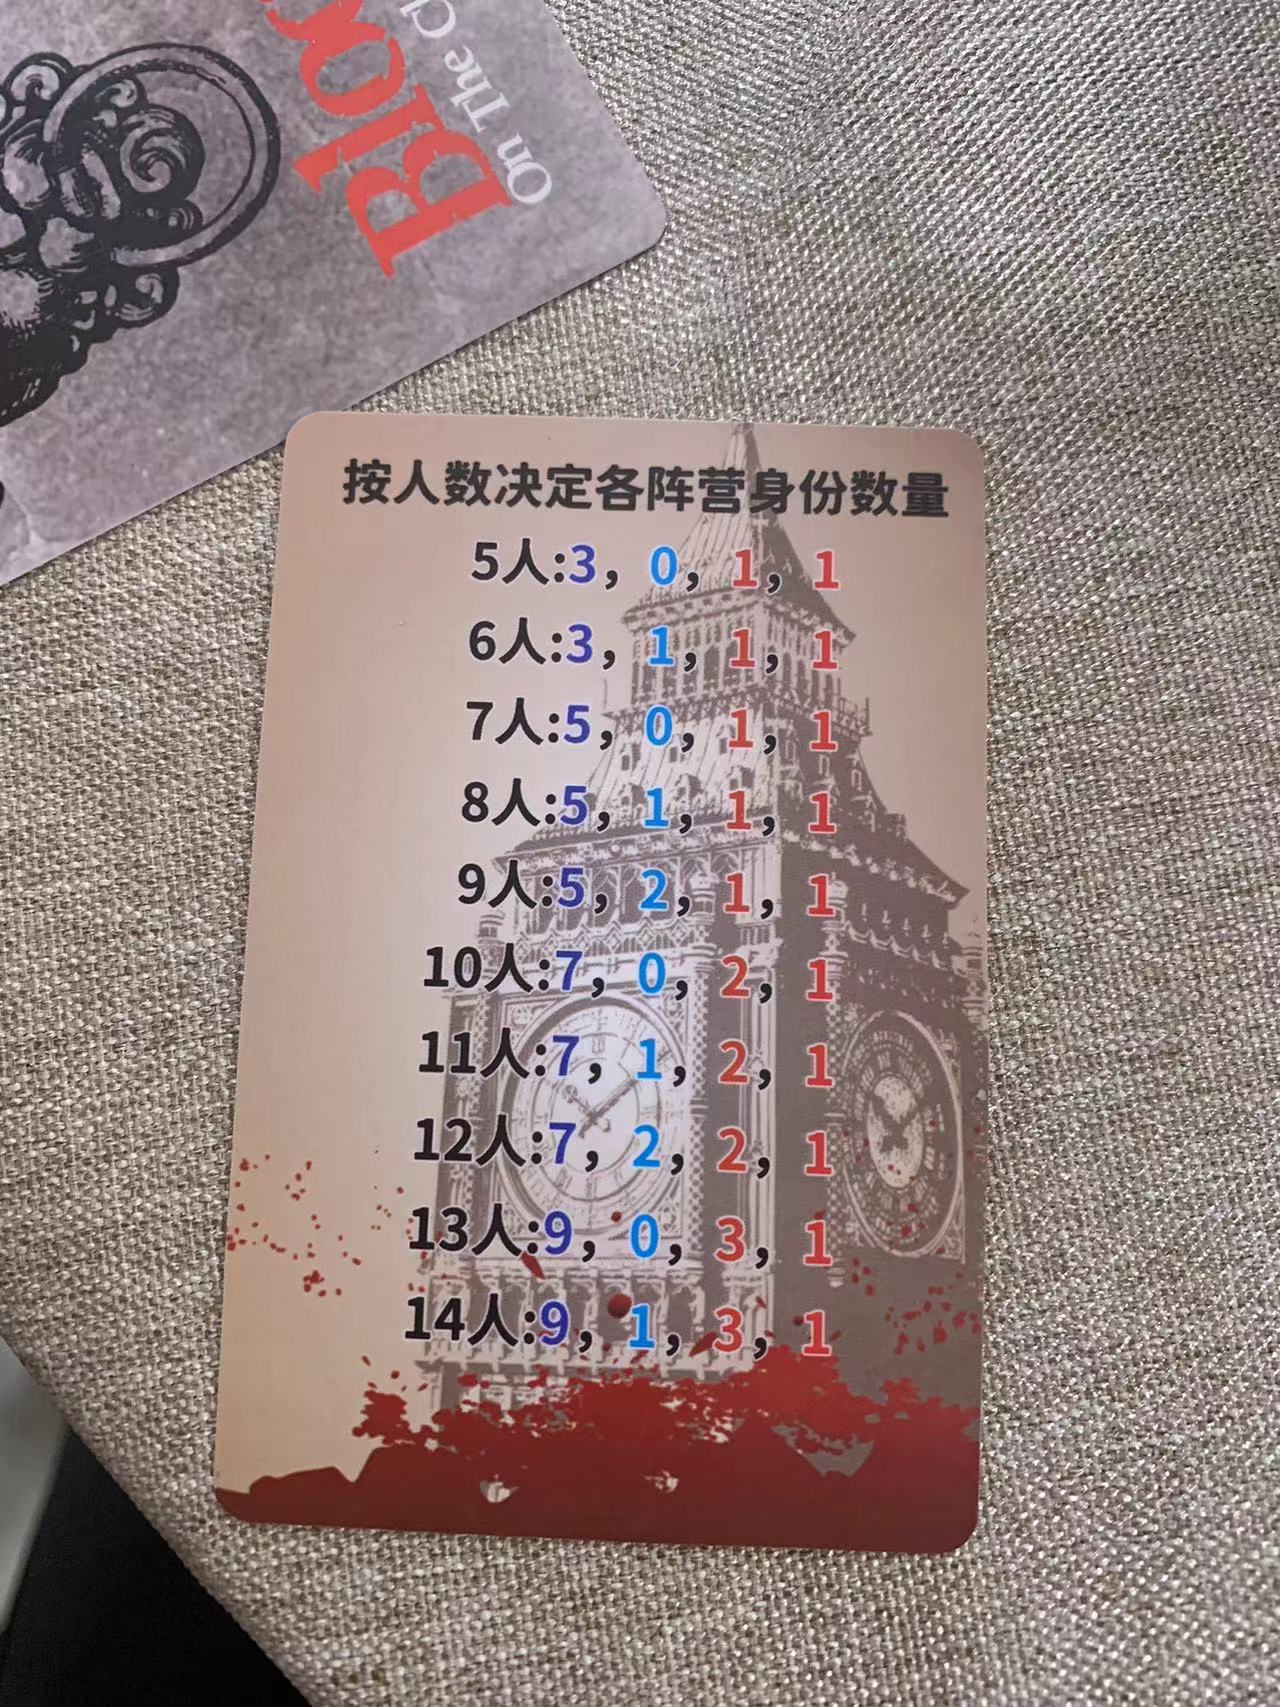 Blo
On The Cl
按人数决定各阵营身份数量
5人:3，0，1，1
6人:3，1，1，1
7人:5，0，1，1
8人:5，1，1，1
9人:5，2，1，1
10人:7，0，2，1
11人:7，1，2，1
12人:7，2，2，1
13人:9，0，3，1
14人:9，1，3，1